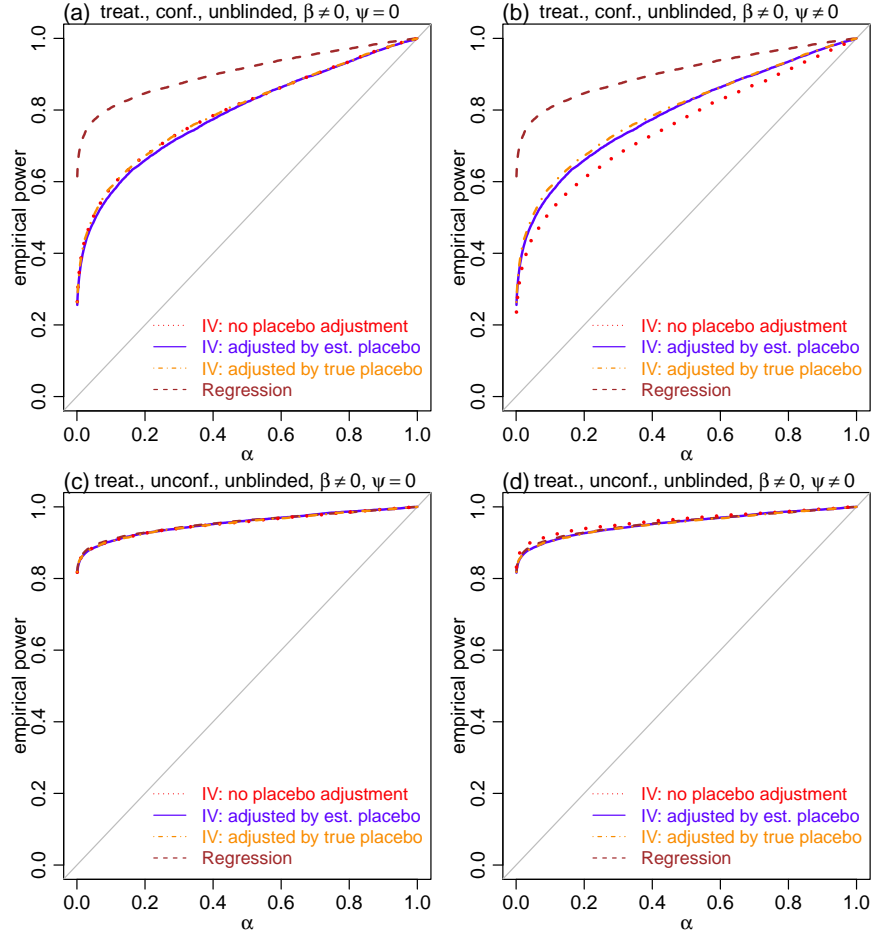 (a) treat., conf., unblinded, β ≠ 0, ψ = 0
empirical power
0.0 0.2 0.4 0.6 0.8 1.0
IV: no placebo adjustment
IV: adjusted by est. placebo
IV: adjusted by true placebo
Regression
0.0 0.2 0.4 0.6 0.8 1.0
α
(b) treat., conf., unblinded, β ≠ 0, ψ ≠ 0
empirical power
0.0 0.2 0.4 0.6 0.8 1.0
IV: no placebo adjustment
IV: adjusted by est. placebo
IV: adjusted by true placebo
Regression
0.0 0.2 0.4 0.6 0.8 1.0
α
(c) treat., unconf., unblinded, β ≠ 0, ψ = 0
empirical power
0.0 0.2 0.4 0.6 0.8 1.0
IV: no placebo adjustment
IV: adjusted by est. placebo
IV: adjusted by true placebo
Regression
0.0 0.2 0.4 0.6 0.8 1.0
α
(d) treat., unconf., unblinded, β ≠ 0, ψ ≠ 0
empirical power
0.0 0.2 0.4 0.6 0.8 1.0
IV: no placebo adjustment
IV: adjusted by est. placebo
IV: adjusted by true placebo
Regression
0.0 0.2 0.4 0.6 0.8 1.0
α